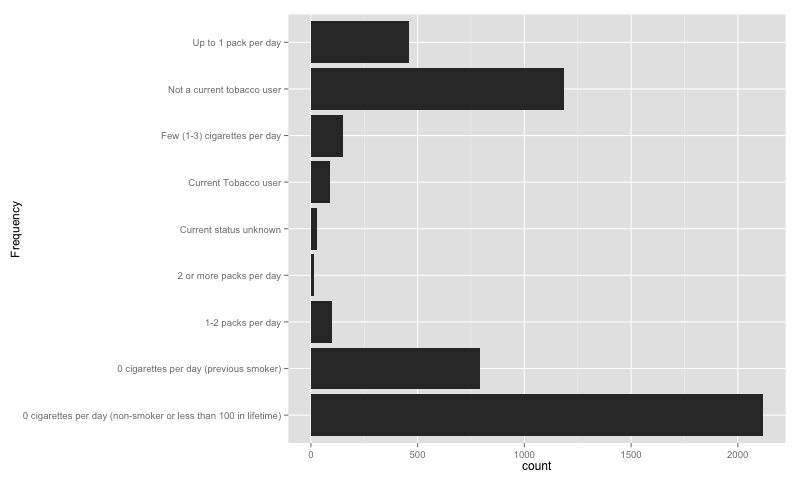 Up to 1 pack per day
Not a current tobacco user
Few (1-3) cigarettes per day
Current Tobacco user
Current status unknown
2 or more packs per day
1-2 packs per day
0 cigarettes per day (previous smoker)
0 cigarettes per day (non-smoker or less than 100 in lifetime)
Frequency
0 500 1000 1500 2000
count